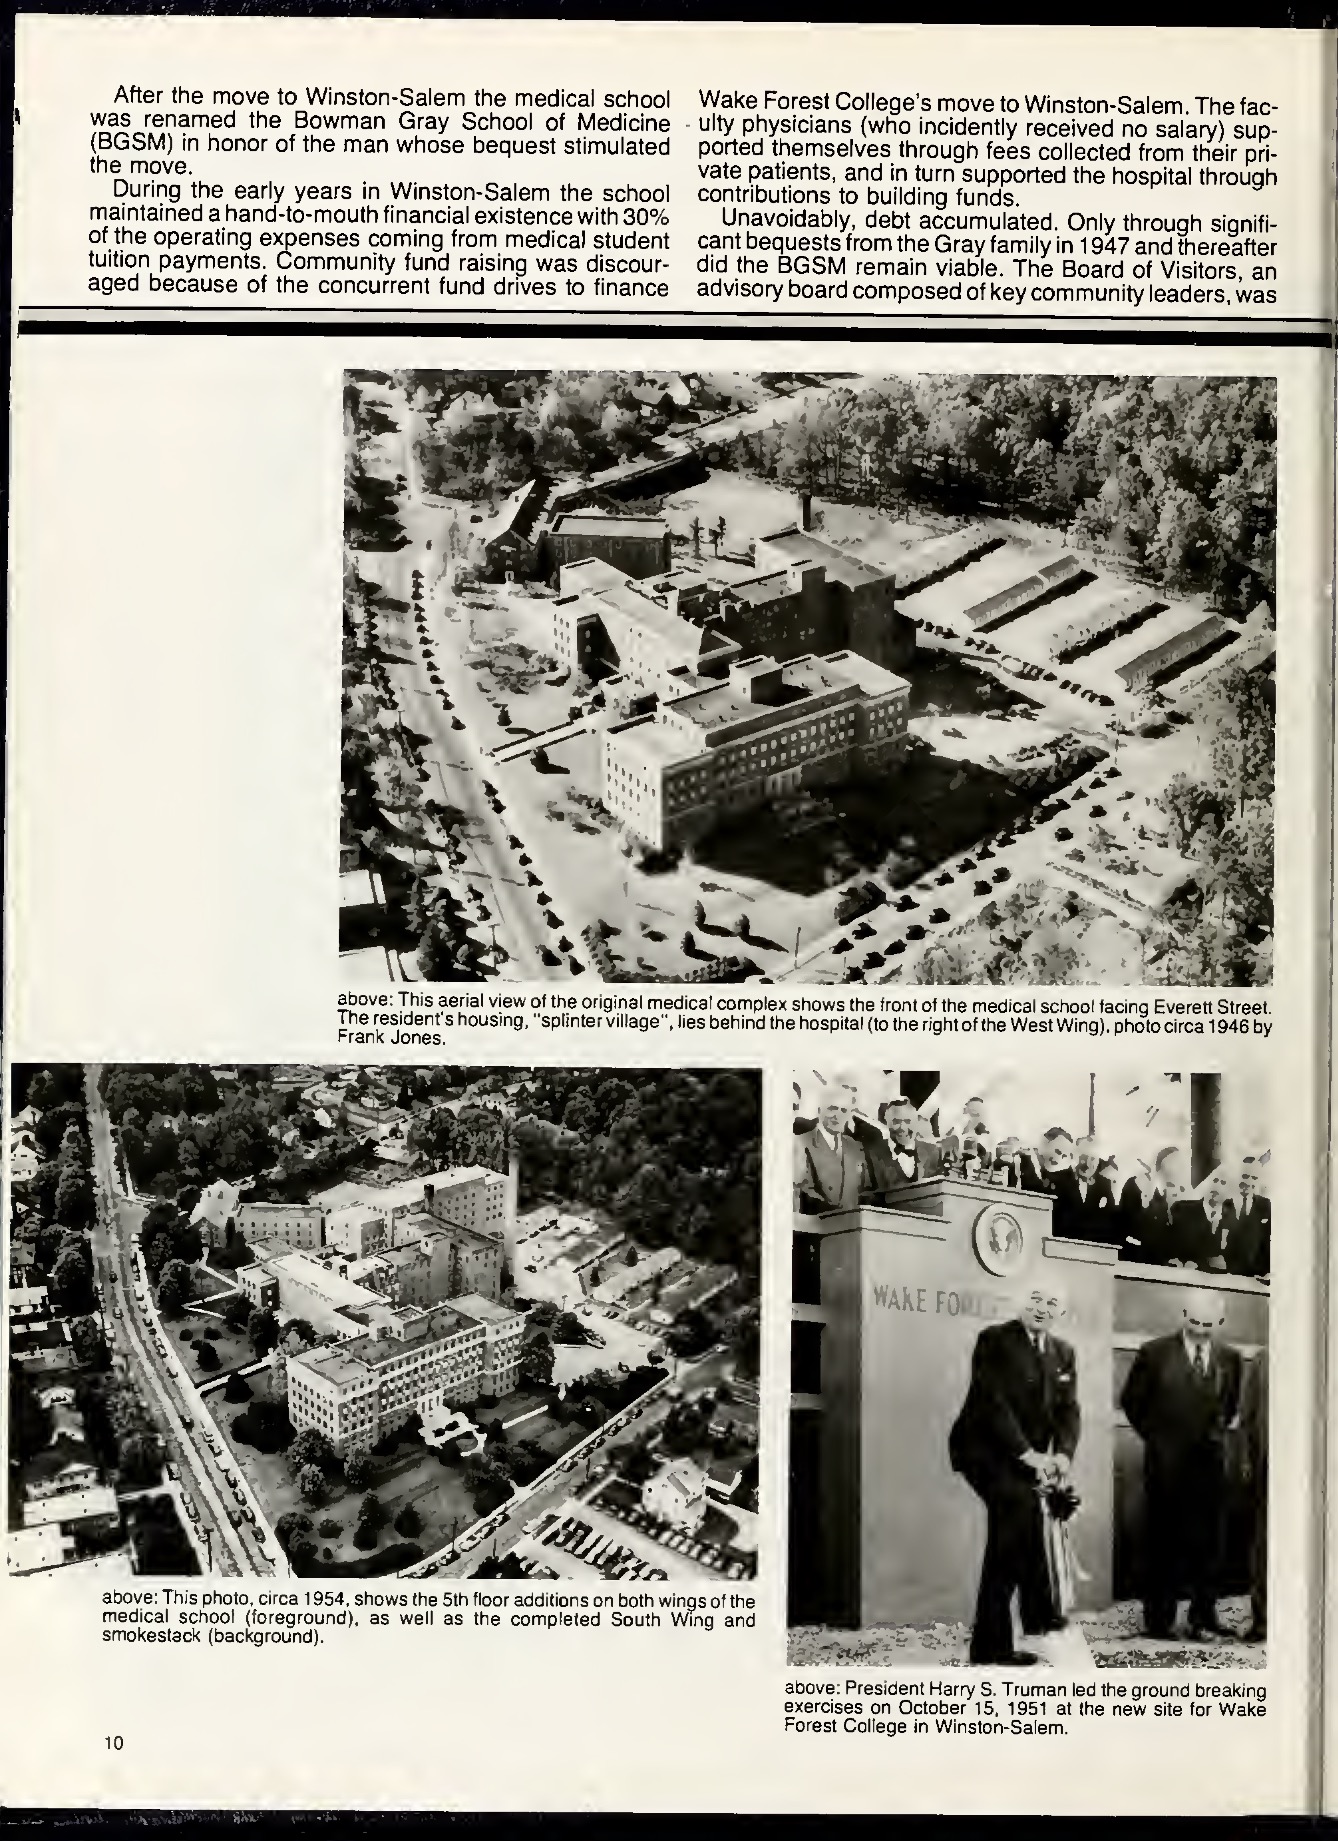 After the move to Winston-Salem the medical school
was renamed the Bowman Gray School of Medicine
(BGSM) in honor of the man whose bequest stimulated
the move.
During the early years in Winston-Salem the school
maintained a hand-to-mouth financial existence with 30%
of the operating expenses coming from medical student
tuition payments. Community fund raising was discour-
aged because of the concurrent fund drives to finance
Wake Forest College's move to Winston-Salem. The fac-
ulty physicians (who incidently received no salary) sup-
ported themselves through fees collected from their pri-
vate patients, and in turn supported the hospital through
contributions to building funds.
Unavoidably, debt accumulated. Only through signifi-
cant bequests from the Gray family in 1947 and thereafter
did the BGSM remain viable. The Board of Visitors, an
advisory board composed of key community leaders, was
above: This aerial view of the original medical complex shows the front of the medical school facing Everett Street.
The resident's housing, "splinter village", lies behind the hospital (to the right of the West Wing), photo circa 1946 by
Frank Jones.
WAKE FO
above: This photo, circa 1954, shows the 5th floor additions on both wings of the
medical school (foreground), as well as the completed South Wing and
smokestack (background).
above: President Harry S. Truman led the ground breaking
exercises on October 15, 1951 at the new site for Wake
Forest College in Winston-Salem.
10